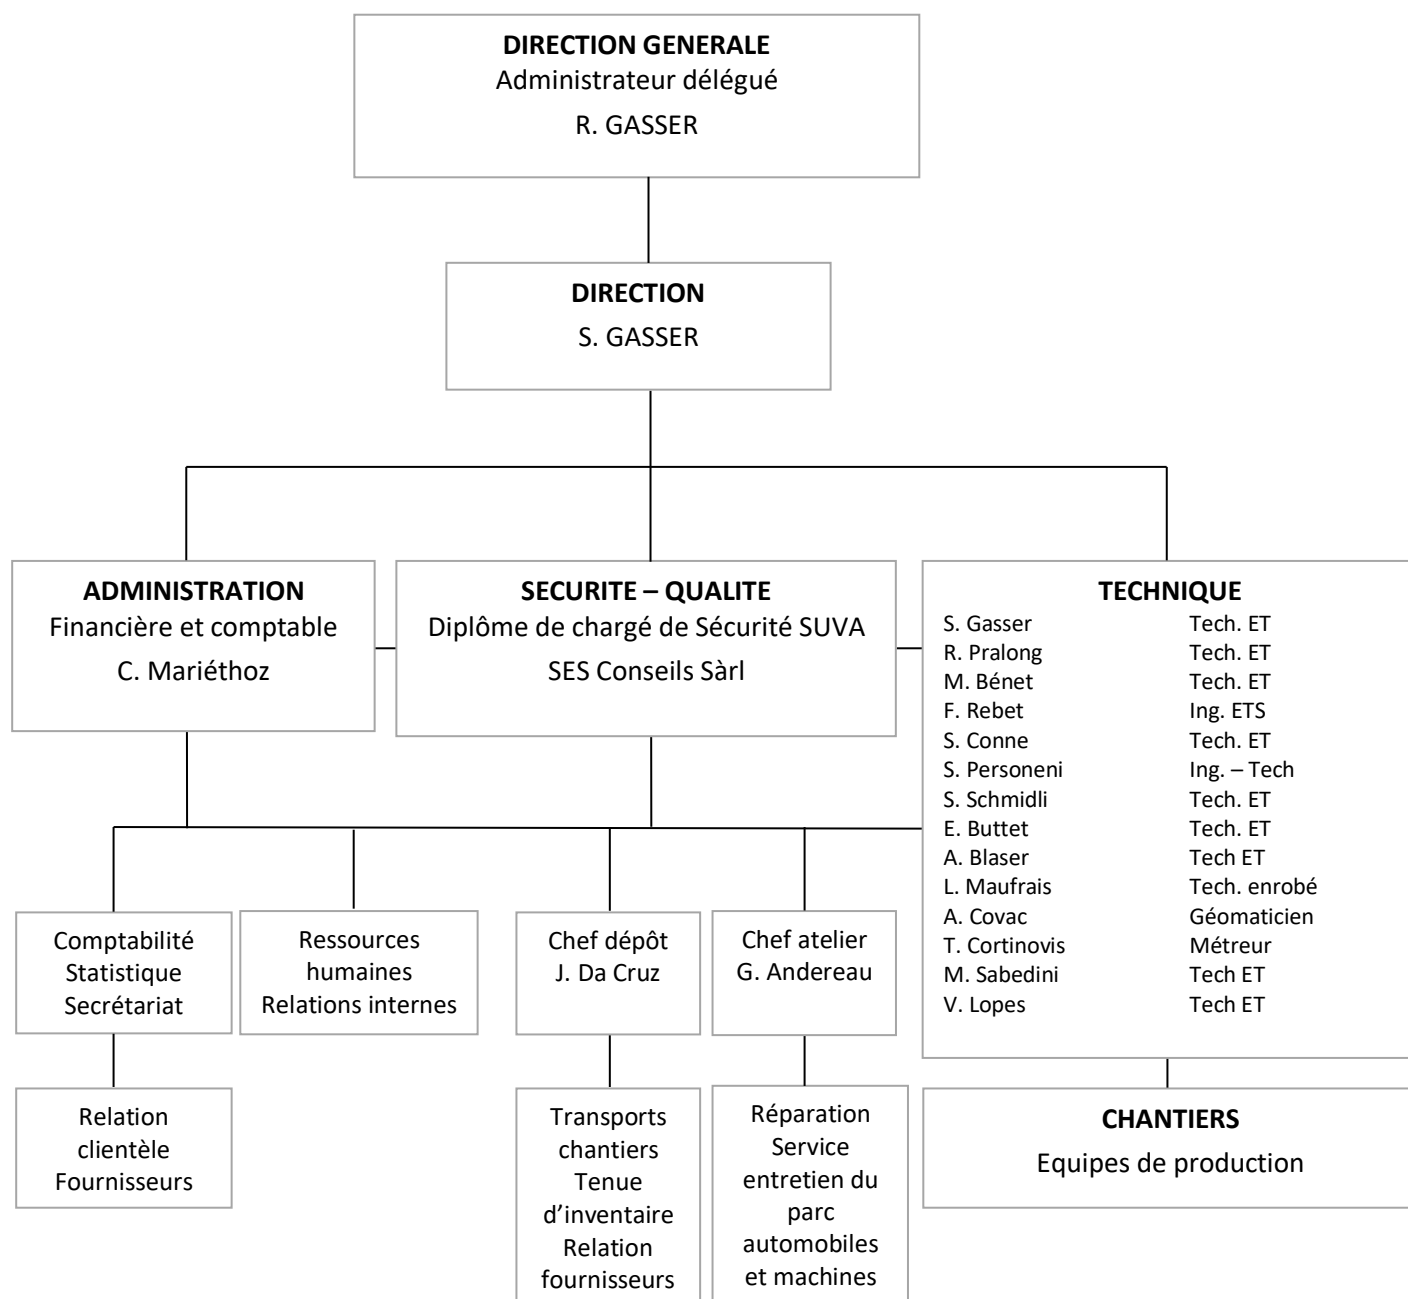 DIRECTION GENERALE
Administrateur délégué
R. GASSER
DIRECTION
S. GASSER
ADMINISTRATION
Financière et comptable
C. Mariéthoz
SECURITE – QUALITE
Diplôme de chargé de Sécurité SUVA
SES Conseils Sàrl
TECHNIQUE
S. Gasser Tech. ET
R. Pralong Tech. ET
M. Bénet Tech. ET
F. Rebet Ing. ETS
S. Conne Tech. ET
S. Personeni Ing. – Tech
S. Schmidli Tech. ET
E. Buttet Tech. ET
A. Blaser Tech ET
L. Maufrais Tech. enrobé
A. Covac Géomaticien
T. Cortinovis Métreur
M. Sabedini Tech ET
V. Lopes Tech ET
Comptabilité
Statistique
Secrétariat
Ressources
humaines
Relations internes
Chef dépôt
J. Da Cruz
Chef atelier
G. Andereau
Relation
clientèle
Fournisseurs
Transports
chantiers
Tenue
d’inventaire
Relation
fournisseurs
Réparation
Service
entretien du
parc
automobiles
et machines
CHANTIERS
Equipes de production